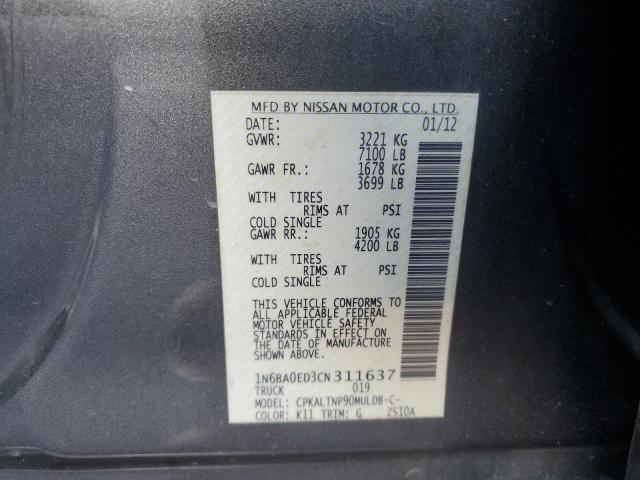 MFD BY NISSAN MOTOR CO., LTD.
DATE: 01/12
GVWR: 3221 KG
7100 LB
GAWR FR.: 1678 KG
3699 LB
WITH TIRES
RIMS AT PSI
COLD SINGLE
GAWR RR.: 1905 KG
4200 LB
WITH TIRES
RIMS AT PSI
COLD SINGLE
THIS VEHICLE CONFORMS TO
ALL APPLICABLE FEDERAL
MOTOR VEHICLE SAFETY
STANDARDS IN EFFECT ON
THE DATE OF MANUFACTURE
SHOWN ABOVE.
1N6BA0ED3CN311637
TRUCK 019
MODEL: CPKALTNP90MULDB-C-
COLOR: K11 TRIM: G ZS10A